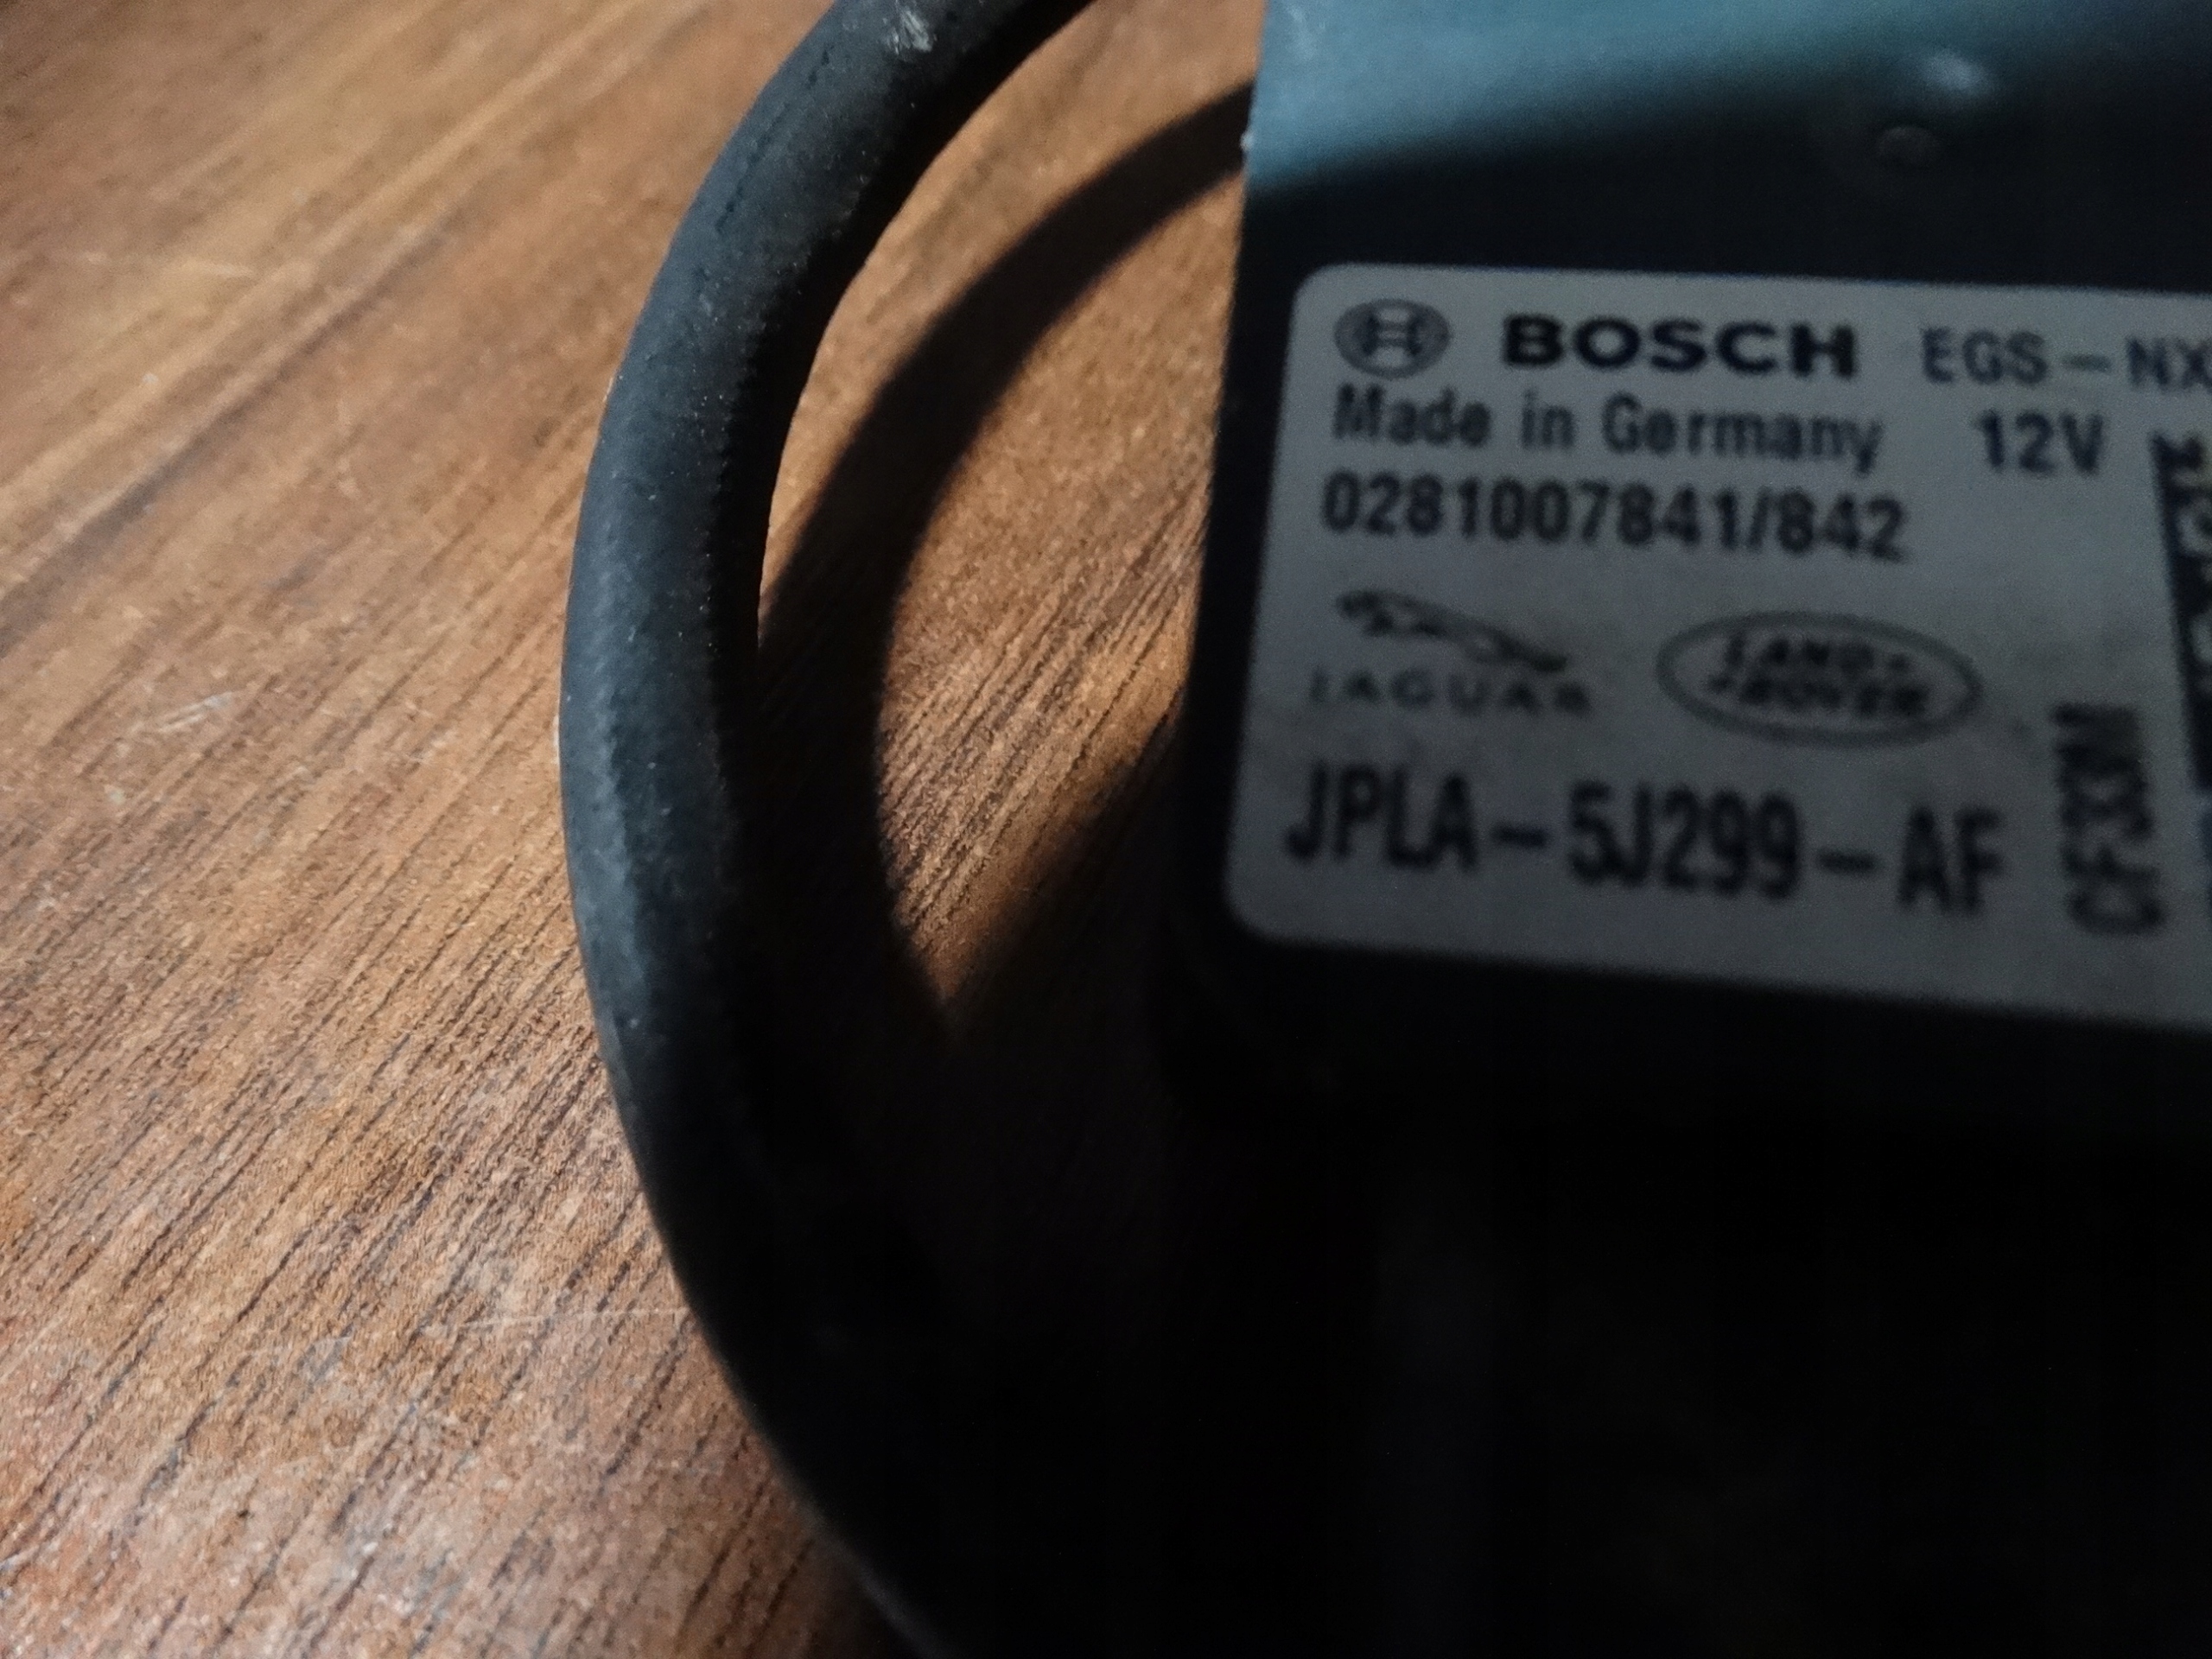 BOSCH EGS-NX
Made in Germany 12V
0281007841/842
JAGUAR LAND ROVER
JPLA-5J299-AF